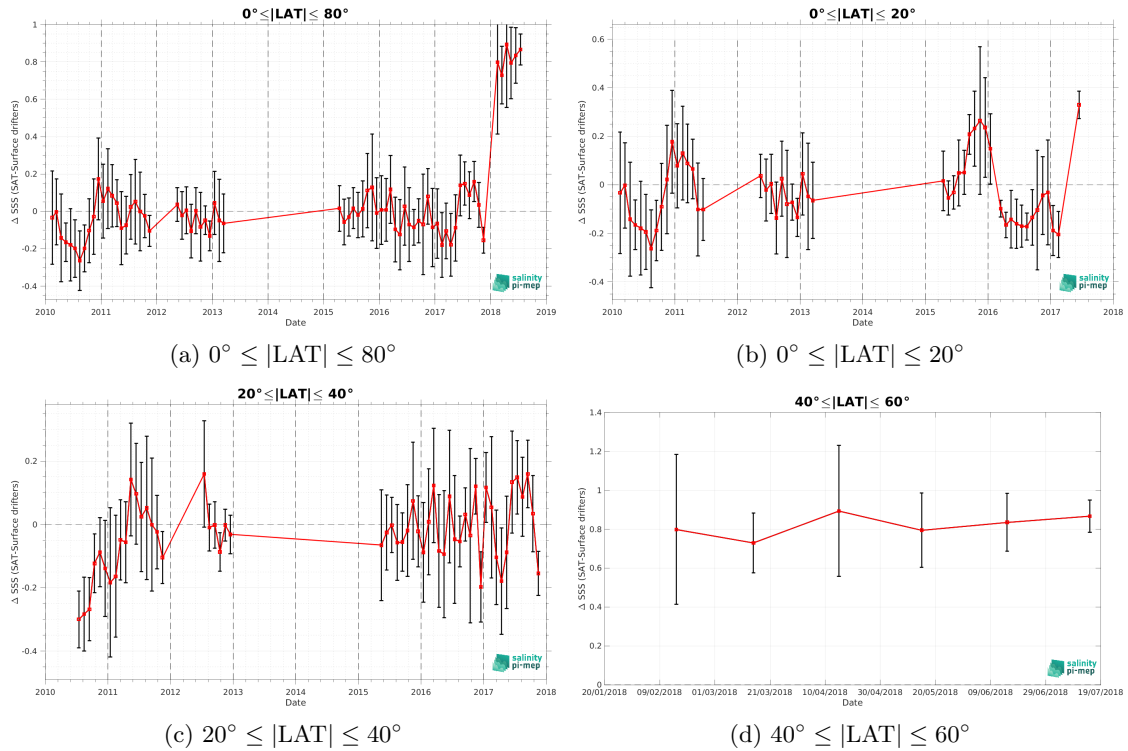 0°≤|LAT|≤ 80°
1
0.8
0.6
0.4
0.2
0
-0.2
-0.4
Δ SSS (SAT-Surface drifters)
2010 2011 2012 2013 2014 2015 2016 2017 2018 2019
Date
salinity
pi-mep
(a) 0° ≤ |LAT| ≤ 80°
0°≤|LAT|≤ 20°
0.6
0.4
0.2
0
-0.2
-0.4
Δ SSS (SAT-Surface drifters)
2010 2011 2012 2013 2014 2015 2016 2017 2018
Date
salinity
pi-mep
(b) 0° ≤ |LAT| ≤ 20°
20°≤|LAT|≤ 40°
0.2
0
-0.2
-0.4
Δ SSS (SAT-Surface drifters)
2010 2011 2012 2013 2014 2015 2016 2017 2018
Date
salinity
pi-mep
(c) 20° ≤ |LAT| ≤ 40°
40°≤|LAT|≤ 60°
1.4
1.2
1
0.8
0.6
0.4
0.2
0
Δ SSS (SAT-Surface drifters)
20/01/2018 09/02/2018 01/03/2018 21/03/2018 10/04/2018 30/04/2018 20/05/2018 09/06/2018 29/06/2018 19/07/2018
Date
salinity
pi-mep
(d) 40° ≤ |LAT| ≤ 60°